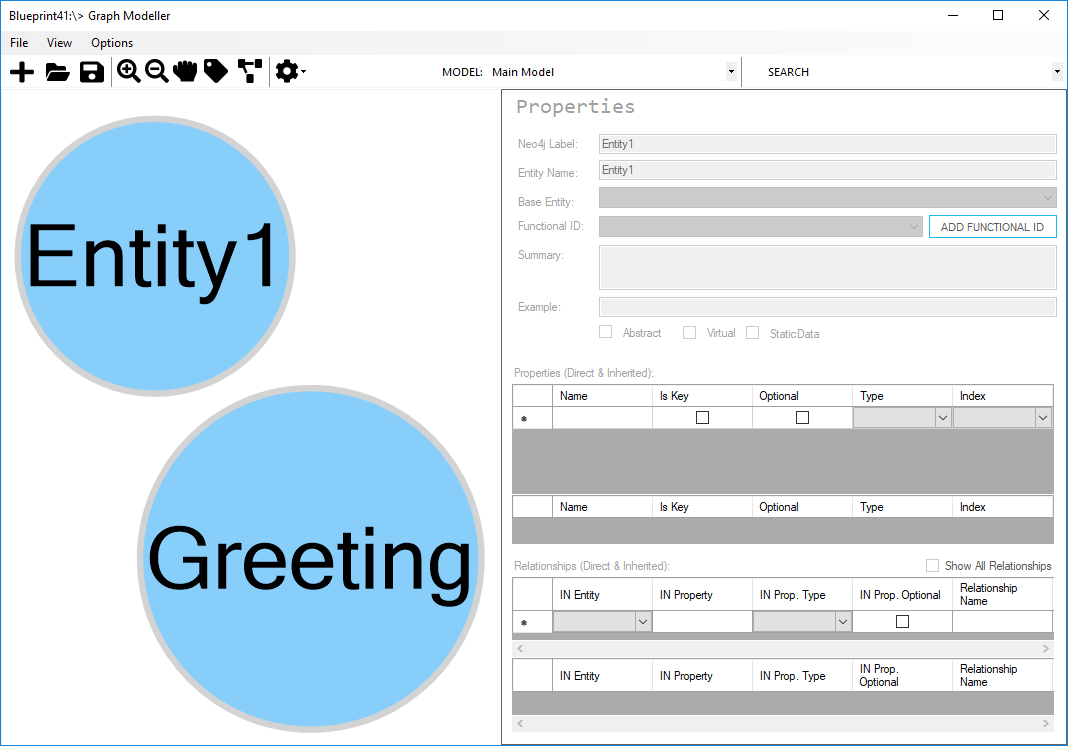 Blueprint41:\> Graph Modeller
File View Options
MODEL: Main Model SEARCH
Properties
Neo4j Label: Entity1
Entity Name: Entity1
Base Entity:
Functional ID: ADD FUNCTIONAL ID
Summary:
Example:
Abstract Virtual StaticData
Properties (Direct & Inherited):
Name Is Key Optional Type Index
Name Is Key Optional Type Index
Relationships (Direct & Inherited): Show All Relationships
IN Entity IN Property IN Prop. Type IN Prop. Optional Relationship
Name
IN Entity IN Property IN Prop. Type IN Prop. Relationship
Optional Name
Entity1
Greeting